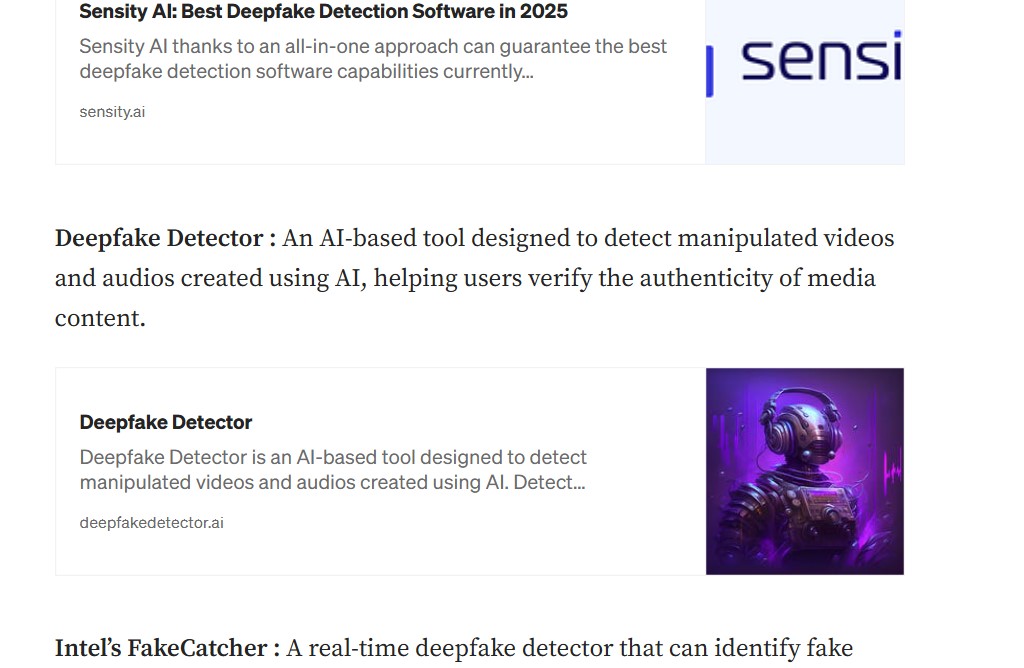 Sensity AI: Best Deepfake Detection Software in 2025
Sensity AI thanks to an all-in-one approach can guarantee the best
deepfake detection software capabilities currently...
sensity.ai
sensi
Deepfake Detector : An AI-based tool designed to detect manipulated videos
and audios created using AI, helping users verify the authenticity of media
content.
Deepfake Detector
Deepfake Detector is an AI-based tool designed to detect
manipulated videos and audios created using AI. Detect...
deepfakedetector.ai
Intel’s FakeCatcher : A real-time deepfake detector that can identify fake